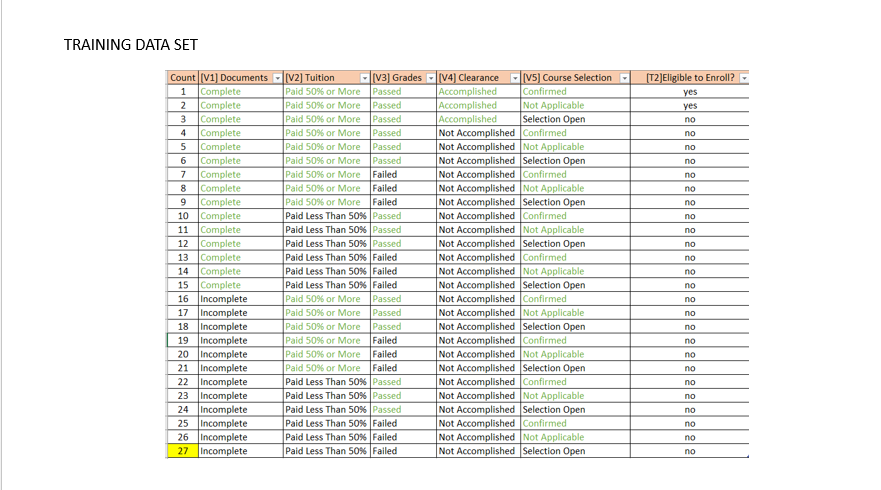 TRAINING DATA SET
Count [V1] Documents [V2] Tuition [V3] Grades [V4] Clearance [V5] Course Selection [T2]Eligible to Enroll?
1 Complete Paid 50% or More Passed Accomplished Confirmed yes
2 Complete Paid 50% or More Passed Accomplished Not Applicable yes
3 Complete Paid 50% or More Passed Accomplished Selection Open no
4 Complete Paid 50% or More Passed Not Accomplished Confirmed no
5 Complete Paid 50% or More Passed Not Accomplished Not Applicable no
6 Complete Paid 50% or More Passed Not Accomplished Selection Open no
7 Complete Paid 50% or More Failed Not Accomplished Confirmed no
8 Complete Paid 50% or More Failed Not Accomplished Not Applicable no
9 Complete Paid 50% or More Failed Not Accomplished Selection Open no
10 Complete Paid Less Than 50% Passed Not Accomplished Confirmed no
11 Complete Paid Less Than 50% Passed Not Accomplished Not Applicable no
12 Complete Paid Less Than 50% Passed Not Accomplished Selection Open no
13 Complete Paid Less Than 50% Failed Not Accomplished Confirmed no
14 Complete Paid Less Than 50% Failed Not Accomplished Not Applicable no
15 Complete Paid Less Than 50% Failed Not Accomplished Selection Open no
16 Incomplete Paid 50% or More Passed Not Accomplished Confirmed no
17 Incomplete Paid 50% or More Passed Not Accomplished Not Applicable no
18 Incomplete Paid 50% or More Passed Not Accomplished Selection Open no
19 Incomplete Paid 50% or More Failed Not Accomplished Confirmed no
20 Incomplete Paid 50% or More Failed Not Accomplished Not Applicable no
21 Incomplete Paid 50% or More Failed Not Accomplished Selection Open no
22 Incomplete Paid Less Than 50% Passed Not Accomplished Confirmed no
23 Incomplete Paid Less Than 50% Passed Not Accomplished Not Applicable no
24 Incomplete Paid Less Than 50% Passed Not Accomplished Selection Open no
25 Incomplete Paid Less Than 50% Failed Not Accomplished Confirmed no
26 Incomplete Paid Less Than 50% Failed Not Accomplished Not Applicable no
27 Incomplete Paid Less Than 50% Failed Not Accomplished Selection Open no